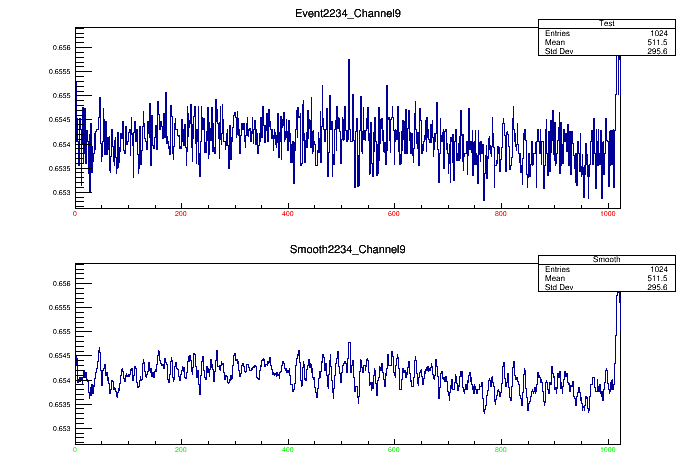 Event2234_Channel9
Test
Entries 1024
Mean 511.5
Std Dev 295.6
0.656
0.6555
0.655
0.6545
0.654
0.6535
0.653
0 200 400 600 800 1000
Smooth2234_Channel9
Smooth
Entries 1024
Mean 511.5
Std Dev 295.6
0.656
0.6555
0.655
0.6545
0.654
0.6535
0.653
0 200 400 600 800 1000